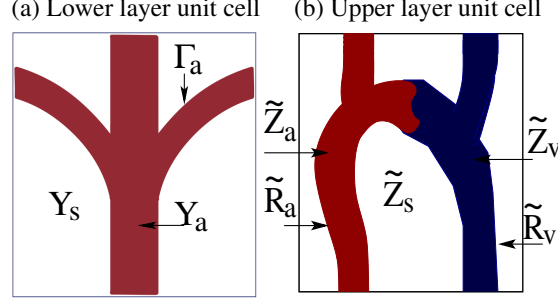 (a) Lower layer unit cell
(b) Upper layer unit cell
Γₐ
Yₛ
Yₐ
Z̃ₐ
R̃ₐ
Z̃ₛ
Z̃ᵥ
R̃ᵥ